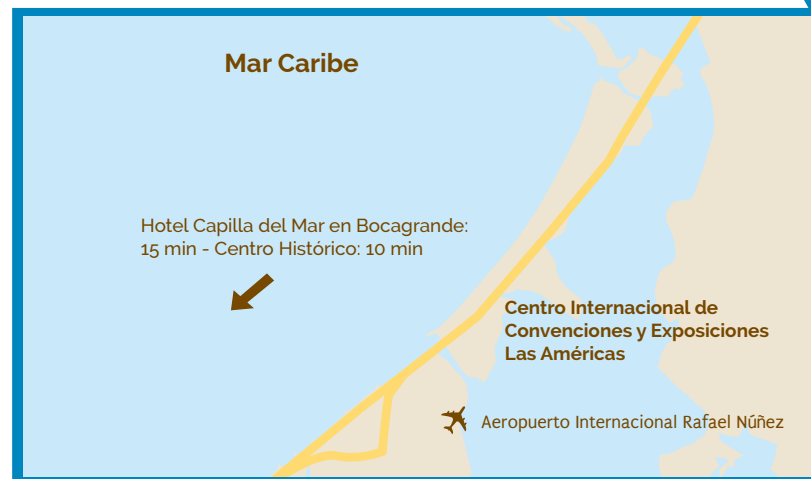 Mar Caribe
Hotel Capilla del Mar en Bocagrande:
15 min - Centro Histórico: 10 min
Centro Internacional de
Convenciones y Exposiciones
Las Américas
Aeropuerto Internacional Rafael Núñez